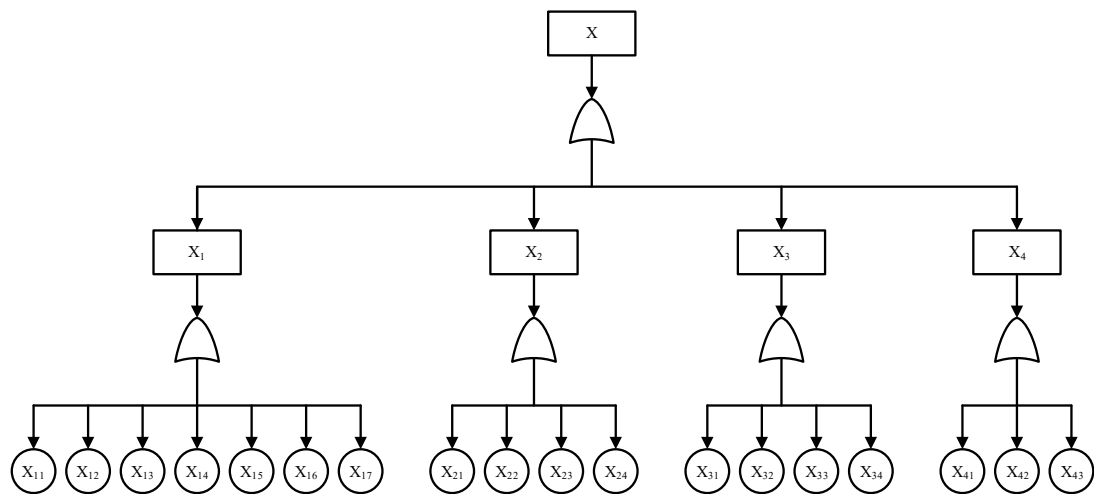 X
X₁ X₂ X₃ X₄
X₁₁ X₁₂ X₁₃ X₁₄ X₁₅ X₁₆ X₁₇ X₂₁ X₂₂ X₂₃ X₂₄ X₃₁ X₃₂ X₃₃ X₃₄ X₄₁ X₄₂ X₄₃